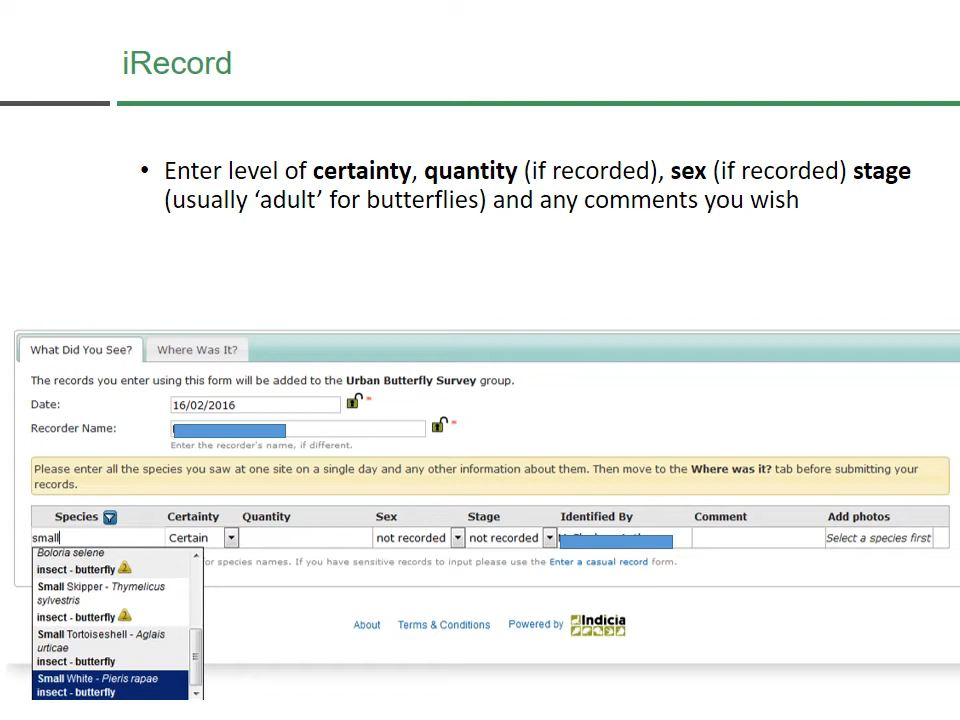 iRecord
• Enter level of certainty, quantity (if recorded), sex (if recorded) stage
(usually ‘adult’ for butterflies) and any comments you wish
What Did You See? Where Was It?
The records you enter using this form will be added to the Urban Butterfly Survey group.
Date: 16/02/2016 *
Recorder Name: *
Enter the recorder's name, if different.
Please enter all the species you saw at one site on a single day and any other information about them. Then move to the Where was it? tab before submitting your
records.
Species Certainty Quantity Sex Stage Identified By Comment Add photos
small Certain not recorded not recorded Select a species first
Boloria selene
insect - butterfly
or species names. If you have sensitive records to input please use the Enter a casual record form.
Small Skipper - Thymelicus
sylvestris
insect - butterfly
Small Tortoiseshell - Aglais
urticae
insect - butterfly
Small White - Pieris rapae
insect - butterfly
About Terms & Conditions Powered by Indicia